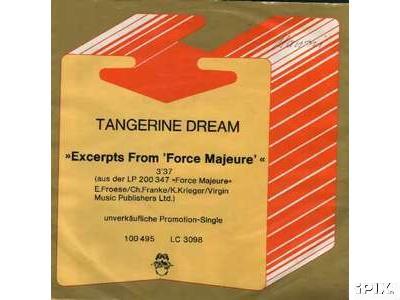 TANGERINE DREAM
»Excerpts From 'Force Majeure'«
3'37
(aus der LP 200 347 »Force Majeure«
E.Froese/Ch.Franke/K.Krieger/Virgin
Music Publishers Ltd.)
unverkäufliche Promotion-Single
100 495 LC 3098
iPIX